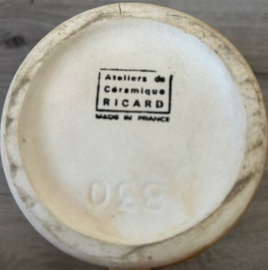 Ateliers de
Céramique
RICARD
MADE IN FRANCE
330